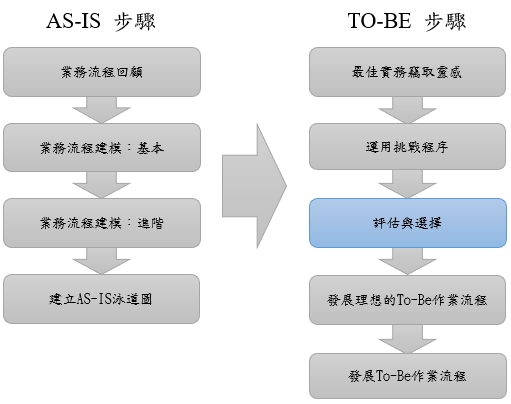 AS-IS 步驟
業務流程回顧
業務流程建模：基本
業務流程建模：進階
建立AS-IS泳道圖
TO-BE 步驟
最佳實務竊取靈感
運用挑戰程序
評估與選擇
發展理想的To-Be作業流程
發展To-Be作業流程